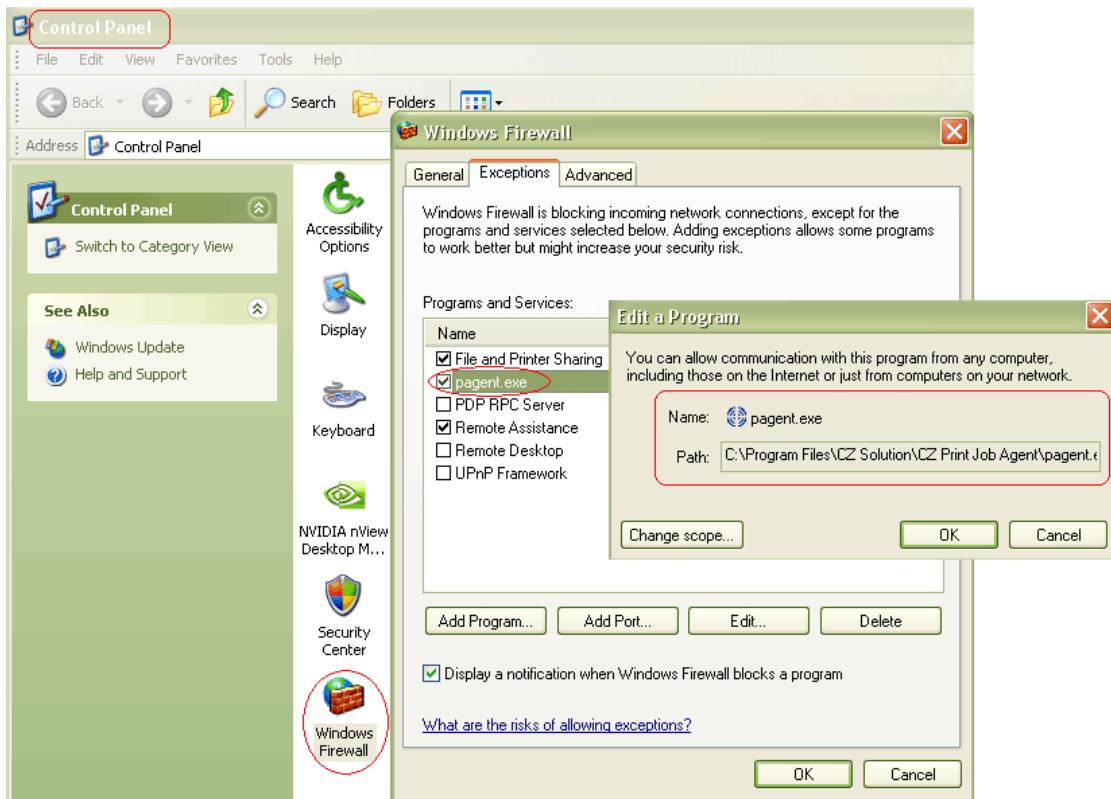 Control Panel
File Edit View Favorites Tools Help
Back Search Folders
Address Control Panel
Control Panel
Switch to Category View
See Also
Windows Update
Help and Support
Accessibility
Options
Display
Keyboard
NVIDIA nView
Desktop M...
Security
Center
Windows
Firewall
Windows Firewall
General Exceptions Advanced
Windows Firewall is blocking incoming network connections, except for the
programs and services selected below. Adding exceptions allows some programs
to work better but might increase your security risk.
Programs and Services:
Name
File and Printer Sharing
pagent.exe
PDP RPC Server
Remote Assistance
Remote Desktop
UPnP Framework
Add Program... Add Port... Edit... Delete
Display a notification when Windows Firewall blocks a program
What are the risks of allowing exceptions?
OK Cancel
Edit a Program
You can allow communication with this program from any computer,
including those on the Internet or just from computers on your network.
Name: pagent.exe
Path: C:\Program Files\CZ Solution\CZ Print Job Agent\pagent.e
Change scope... OK Cancel